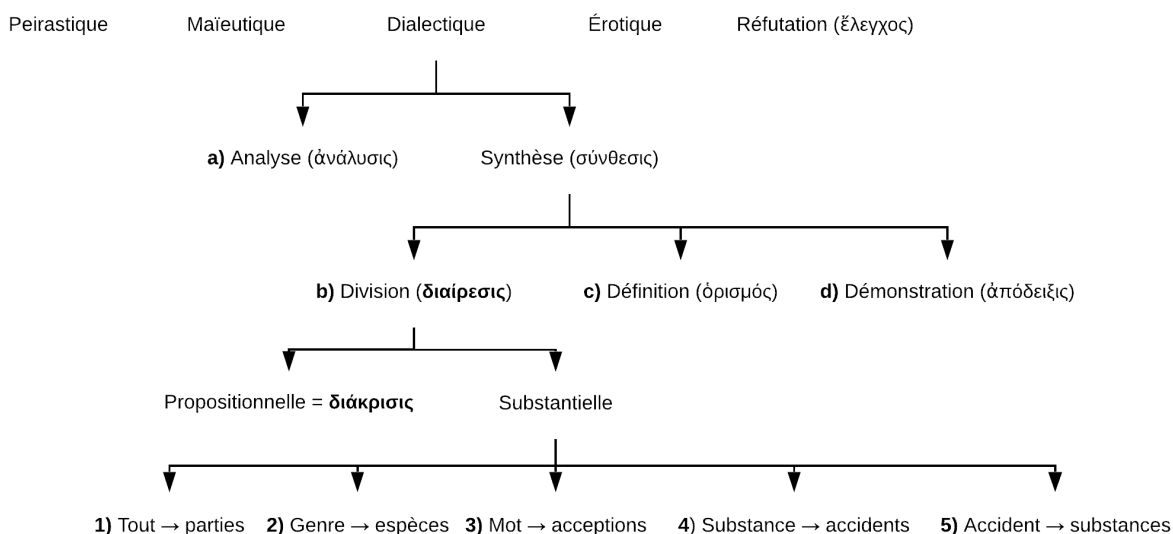 Peirastique Maïeutique Dialectique Érotique Réfutation (ἔλεγχος)
a) Analyse (ἀνάλυσις) Synthèse (σύνθεσις)
b) Division (διαίρεσις) c) Définition (ὁρισμός) d) Démonstration (ἀπόδειξις)
Propositionnelle = διάκρισις Substantielle
1) Tout → parties 2) Genre → espèces 3) Mot → acceptions 4) Substance → accidents 5) Accident → substances